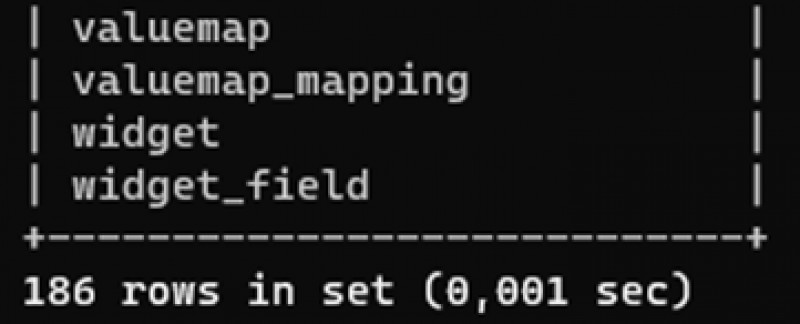 | valuemap |
| valuemap_mapping |
| widget |
| widget_field |
+-----------------------------+
186 rows in set (0,001 sec)